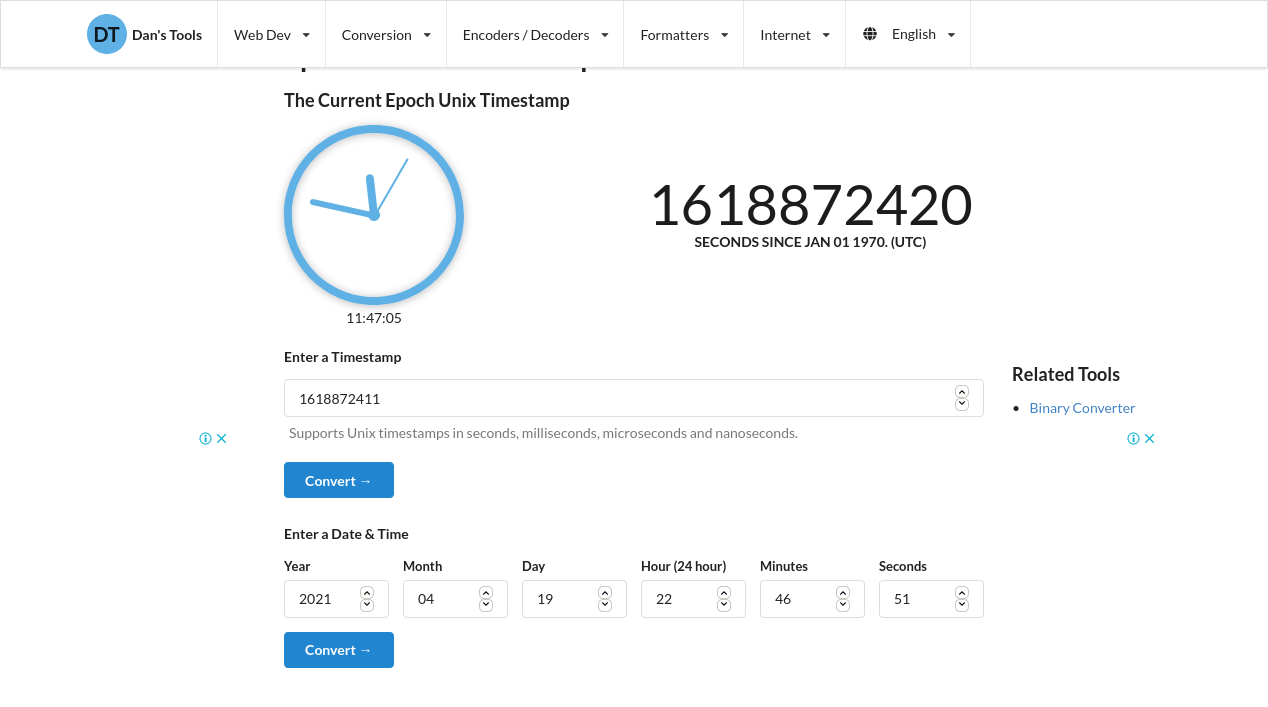 DT Dan's Tools Web Dev Conversion Encoders / Decoders Formatters Internet English
The Current Epoch Unix Timestamp
1618872420
SECONDS SINCE JAN 01 1970. (UTC)
11:47:05
Enter a Timestamp
1618872411
Supports Unix timestamps in seconds, milliseconds, microseconds and nanoseconds.
Convert →
Related Tools
• Binary Converter
Enter a Date & Time
Year Month Day Hour (24 hour) Minutes Seconds
2021 04 19 22 46 51
Convert →